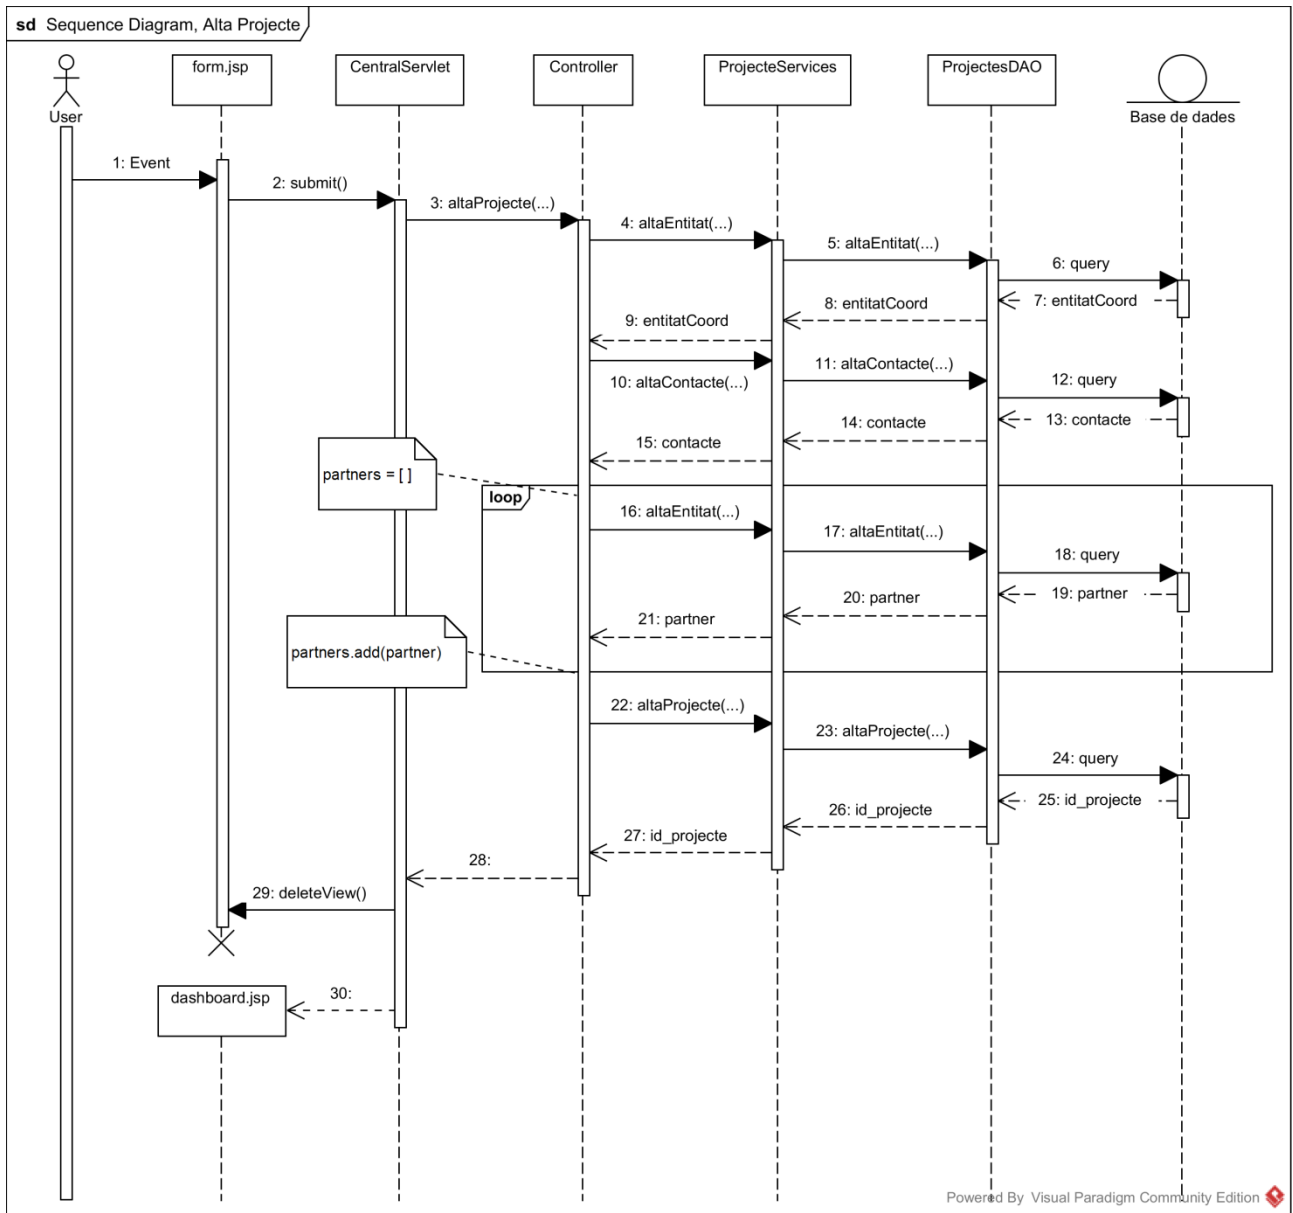 sd Sequence Diagram, Alta Projecte
User
form.jsp
CentralServlet
Controller
ProjecteServices
ProjectesDAO
Base de dades
1: Event
2: submit()
3: altaProjecte(...)
4: altaEntitat(...)
5: altaEntitat(...)
6: query
7: entitatCoord
8: entitatCoord
9: entitatCoord
10: altaContacte(...)
11: altaContacte(...)
12: query
13: contacte
14: contacte
15: contacte
partners = [ ]
loop
16: altaEntitat(...)
17: altaEntitat(...)
18: query
19: partner
20: partner
21: partner
partners.add(partner)
22: altaProjecte(...)
23: altaProjecte(...)
24: query
25: id_projecte
26: id_projecte
27: id_projecte
28:
29: deleteView()
dashboard.jsp
30:
Powered By Visual Paradigm Community Edition